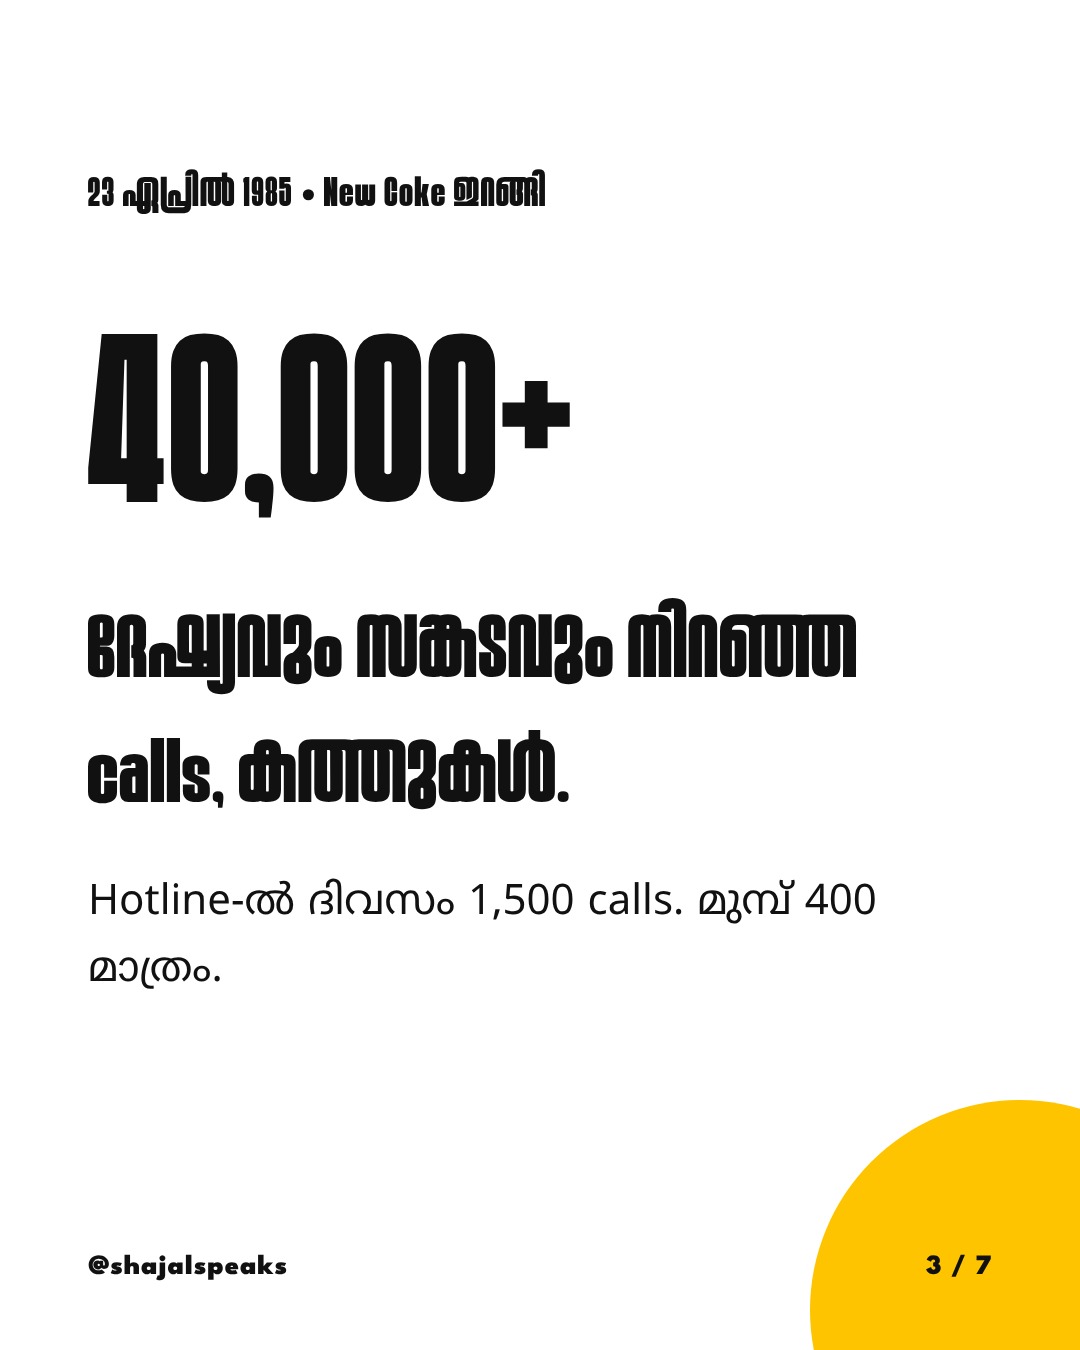 23 ഏപ്രിൽ 1985 • New Coke ഇറങ്ങി
40,000+
ദേഷ്യവും സങ്കടവും നിറഞ്ഞ
calls, കത്തുകൾ.
Hotline-ൽ ദിവസം 1,500 calls. മുമ്പ് 400
മാത്രം.
@shajalspeaks
3 / 7